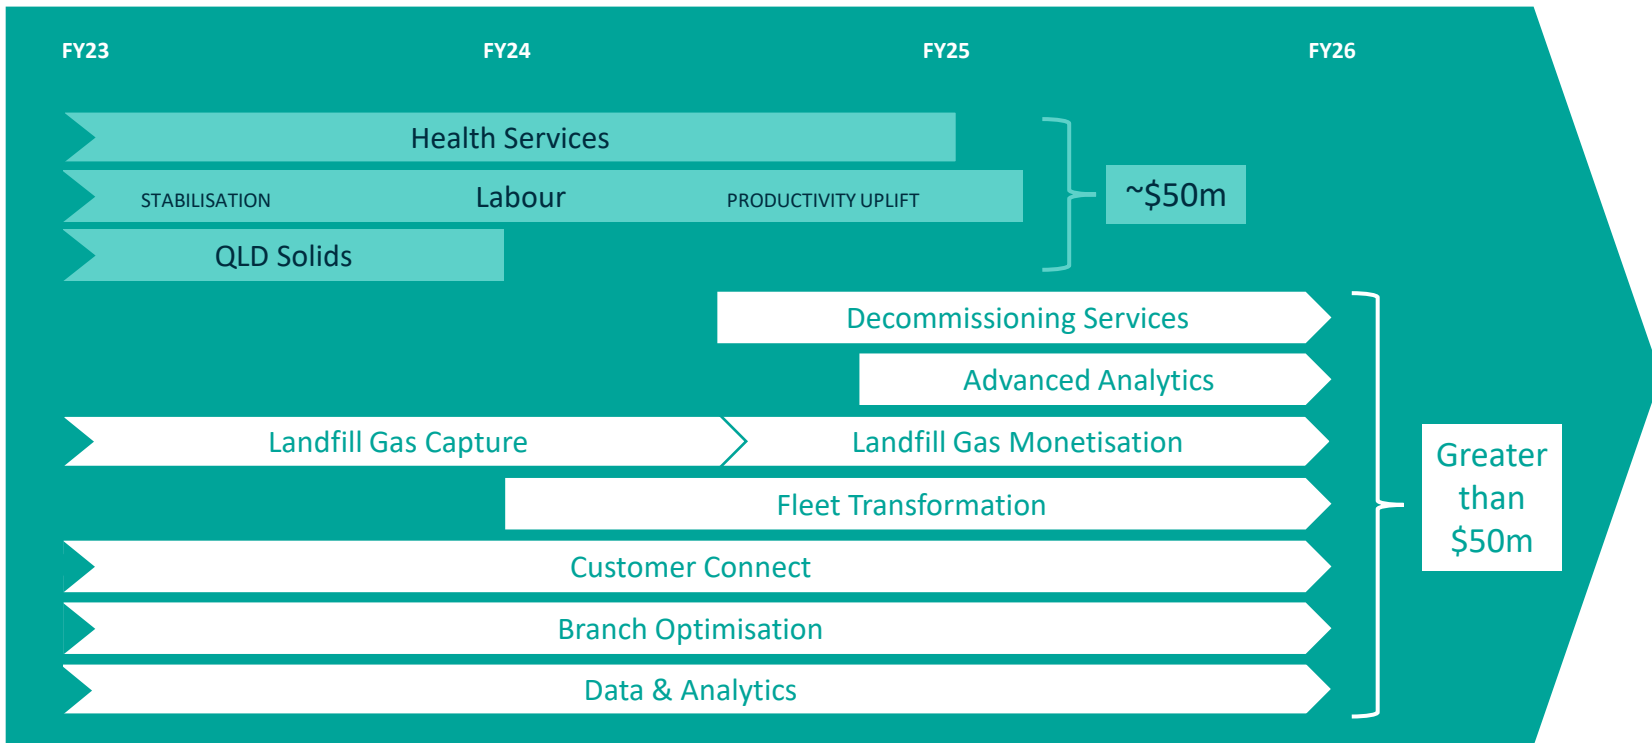 FY23 FY24 FY25 FY26
Health Services
STABILISATION Labour PRODUCTIVITY UPLIFT
QLD Solids
~$50m
Decommissioning Services
Advanced Analytics
Landfill Gas Capture Landfill Gas Monetisation
Fleet Transformation
Customer Connect
Branch Optimisation
Data & Analytics
Greater
than
$50m